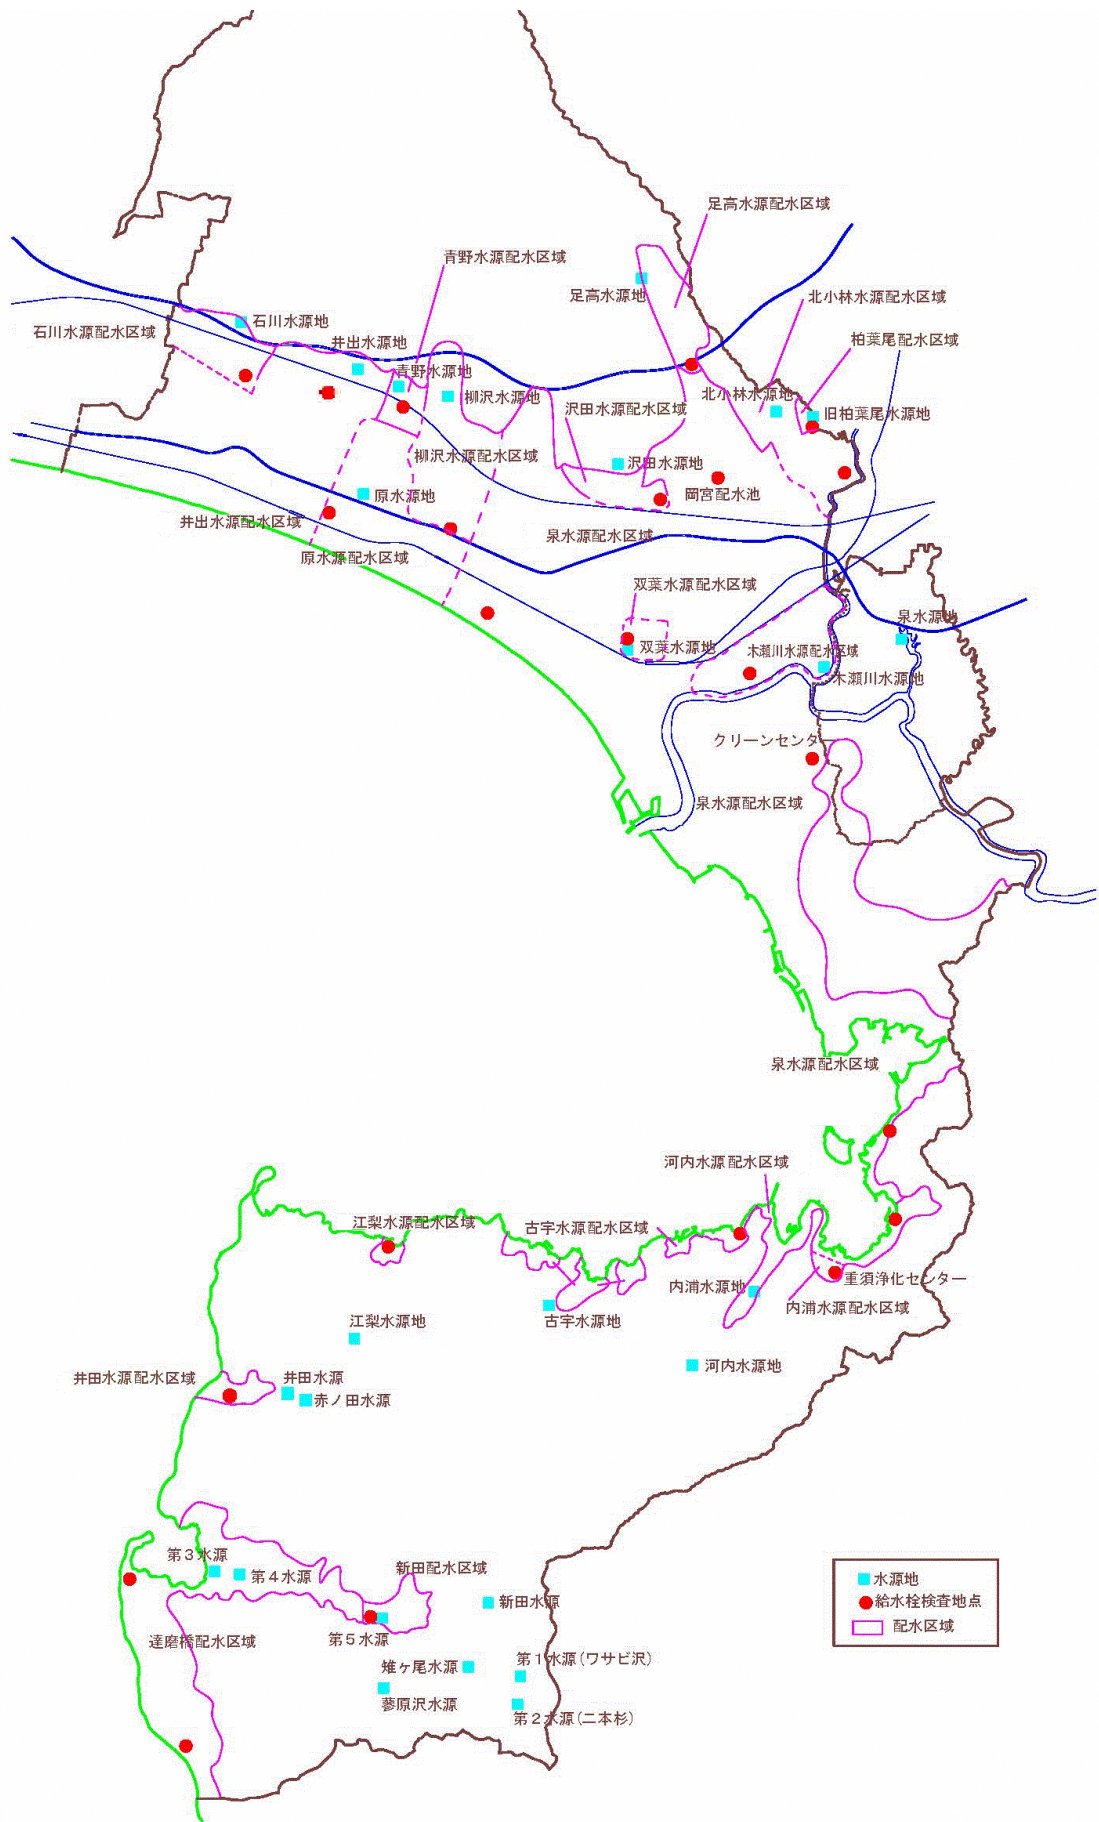 足高水源配水区域
青野水源配水区域
足高水源地
北小林水源配水区域
石川水源地
石川水源配水区域
井出水源地
柏葉尾配水区域
青野水源地
柳沢水源地
北小林水源地
沢田水源配水区域
旧柏葉尾水源地
柳沢水源配水区域
沢田水源地
原水源地
岡宮配水池
井出水源配水区域
泉水源配水区域
原水源配水区域
双葉水源配水区域
泉水源地
双葉水源地
木瀬川水源配水区域
木瀬川水源地
クリーンセンター
泉水源配水区域
泉水源配水区域
河内水源配水区域
江梨水源配水区域
古宇水源配水区域
重須浄化センター
内浦水源地
内浦水源配水区域
江梨水源地
古宇水源地
河内水源地
井田水源配水区域
井田水源
赤ノ田水源
第3水源
第4水源
新田配水区域
新田水源
第5水源
達磨橋配水区域
第1水源(ワサビ沢)
雉ヶ尾水源
蓼原沢水源
第2水源(二本杉)
水源地
給水栓検査地点
配水区域